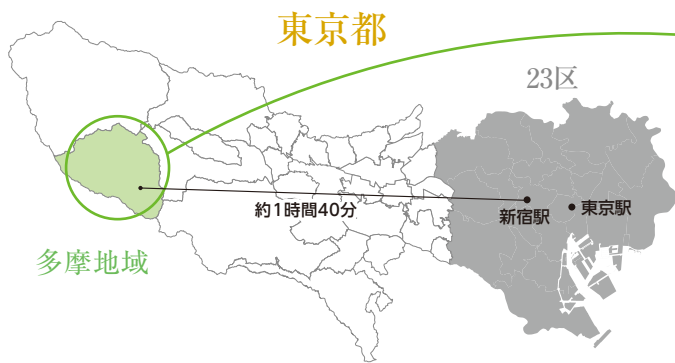 東京都
23区
約1時間40分
新宿駅
東京駅
多摩地域